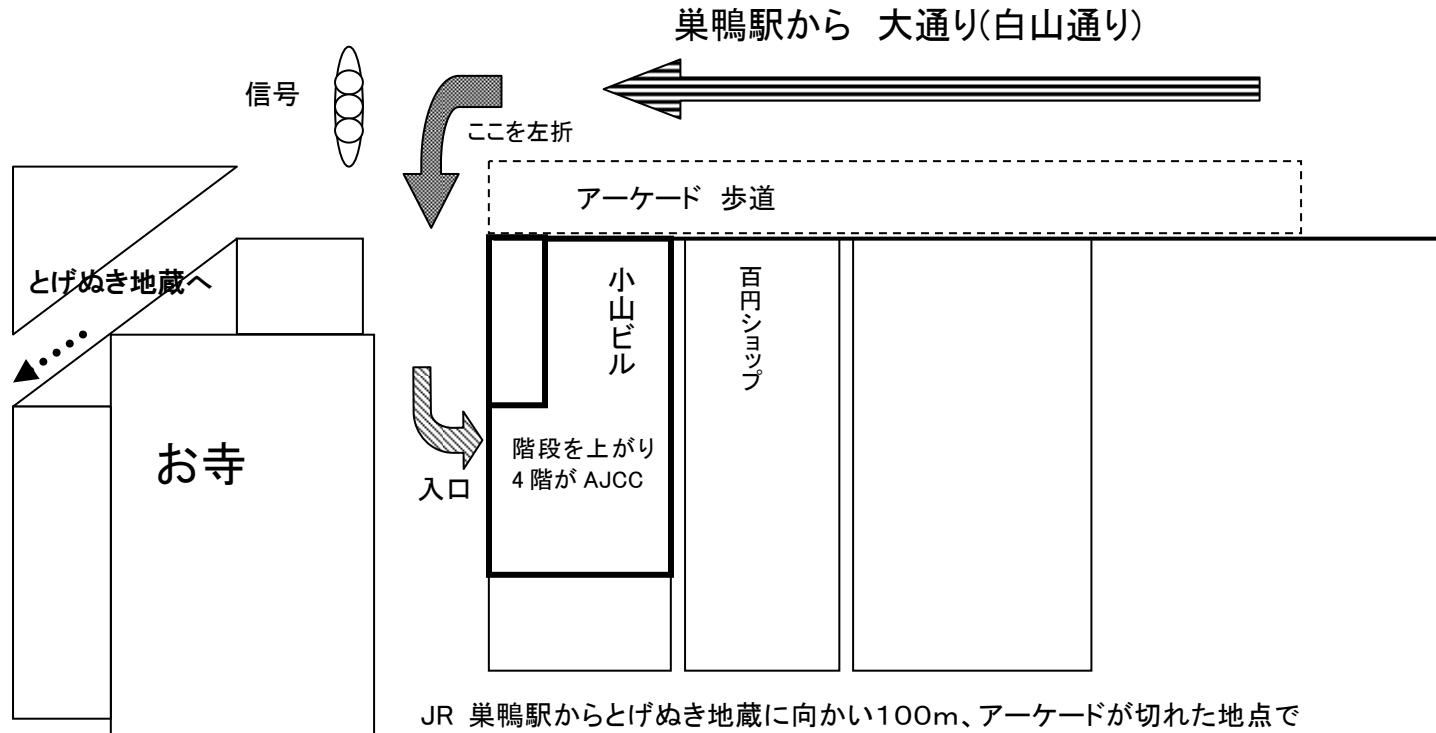 巣鴨駅から 大通り(白山通り)
信号
ここを左折
アーケード 歩道
とげぬき地蔵へ
小山ビル
百円ショップ
お寺
階段を上がり
4階が AJCC
入口
JR 巣鴨駅からとげぬき地蔵に向かい100m、アーケードが切れた地点で